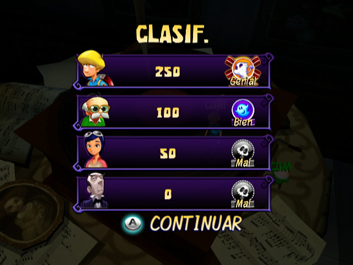 CLASIF.
250 Genial
100 Bien
50 Mal
0 Mal
A CONTINUAR